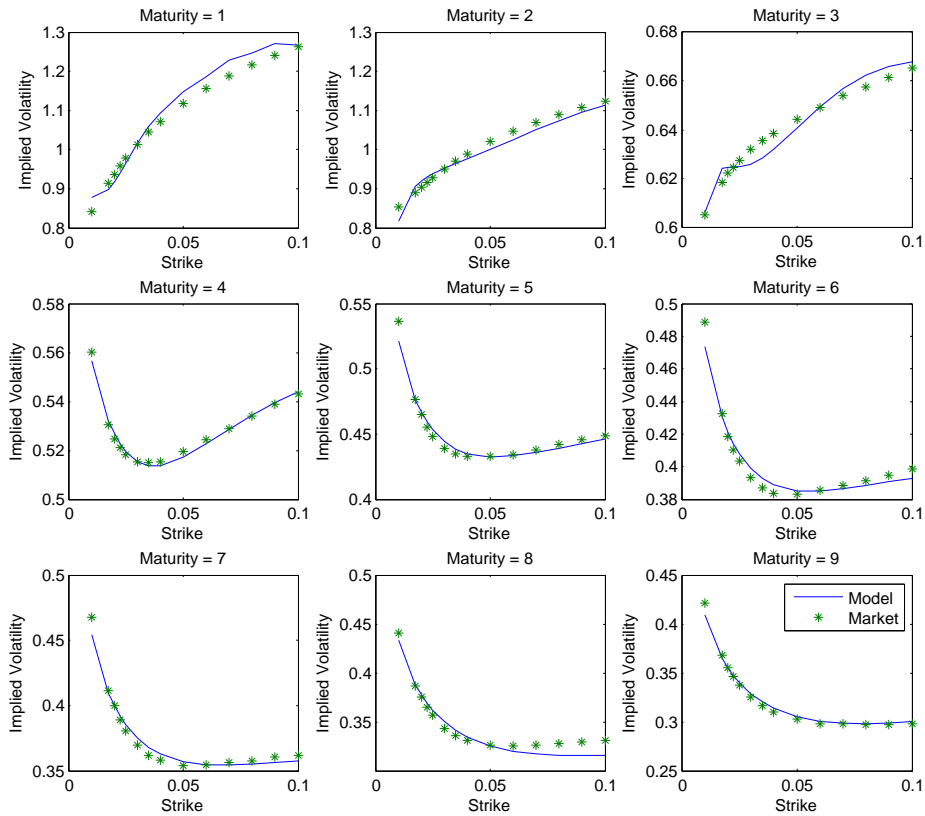 Maturity = 1
Implied Volatility
1.3
1.2
1.1
1
0.9
0.8
0
0.05
0.1
Strike
Maturity = 2
Implied Volatility
1.3
1.2
1.1
1
0.9
0.8
0
0.05
0.1
Strike
Maturity = 3
Implied Volatility
0.68
0.66
0.64
0.62
0.6
0
0.05
0.1
Strike
Maturity = 4
Implied Volatility
0.58
0.56
0.54
0.52
0.5
0
0.05
0.1
Strike
Maturity = 5
Implied Volatility
0.55
0.5
0.45
0.4
0
0.05
0.1
Strike
Maturity = 6
Implied Volatility
0.5
0.48
0.46
0.44
0.42
0.4
0.38
0
0.05
0.1
Strike
Maturity = 7
Implied Volatility
0.5
0.45
0.4
0.35
0
0.05
0.1
Strike
Maturity = 8
Implied Volatility
0.5
0.45
0.4
0.35
0
0.05
0.1
Strike
Maturity = 9
Implied Volatility
0.45
0.4
0.35
0.3
0.25
0
0.05
0.1
Strike
Model
Market